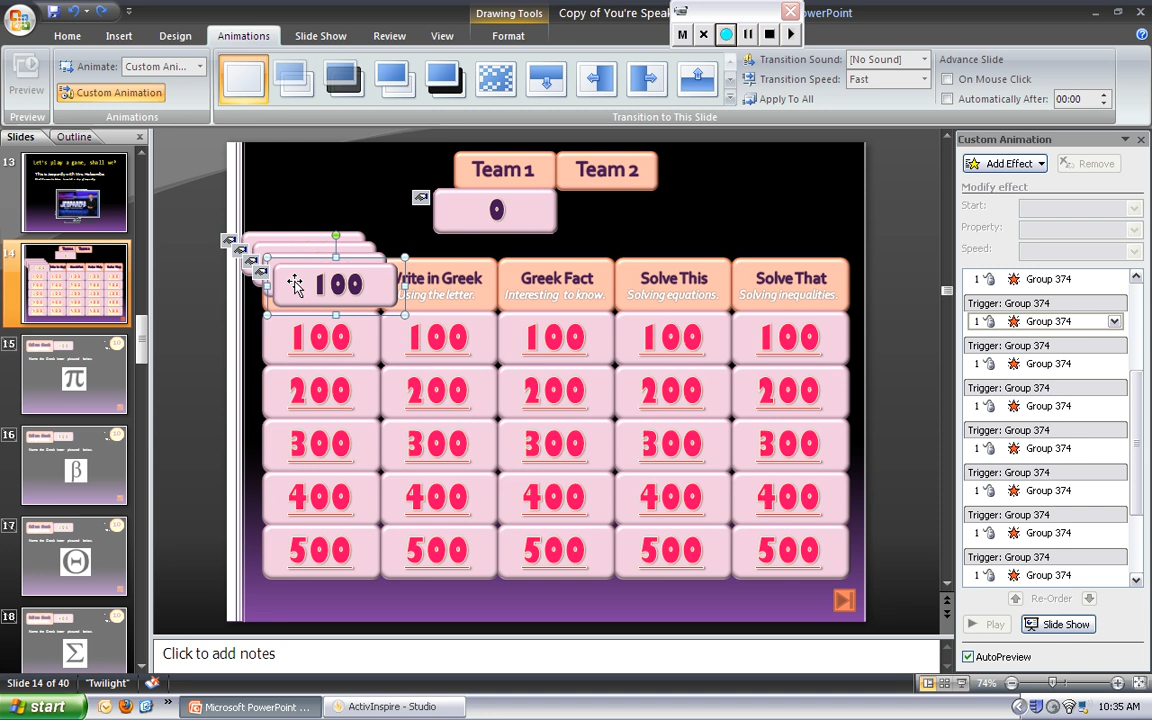 Drawing Tools
Copy of You're Speak
PowerPoint
Home Insert Design Animations Slide Show Review View Format
Preview
Animate: Custom Ani...
Custom Animation
Transition Sound: [No Sound]
Transition Speed: Fast
Apply To All
Advance Slide
On Mouse Click
Automatically After: 00:00
Preview Animations Transition To This Slide
Slides Outline
13
Let's play a game, shall we?
14
15
π
16
β
17
Θ
18
Σ
Team 1 Team 2
0
100
Write in Greek Greek Fact Solve This Solve That
Using the letter. Interesting to know. Solving equations. Solving inequalities.
100 100 100 100 100
200 200 200 200 200
300 300 300 300 300
400 400 400 400 400
500 500 500 500 500
Click to add notes
Custom Animation
Add Effect Remove
Modify effect
Start:
Property:
Speed:
1 Group 374
Trigger: Group 374
1 Group 374
Trigger: Group 374
1 Group 374
Trigger: Group 374
1 Group 374
Trigger: Group 374
1 Group 374
Trigger: Group 374
1 Group 374
Trigger: Group 374
1 Group 374
Trigger: Group 374
1 Group 374
Re-Order
Play Slide Show
AutoPreview
Slide 14 of 40 "Twilight" 74%
start Microsoft PowerPoint ... ActivInspire - Studio 10:35 AM